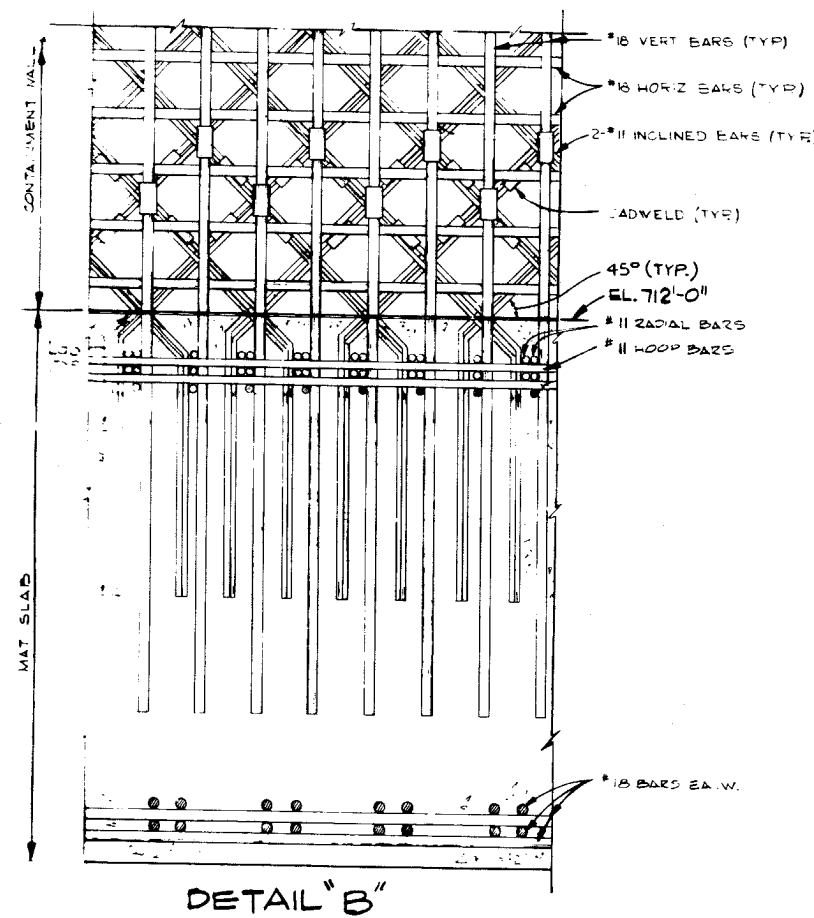 CONTAINMENT WALL
#18 VERT BARS (TYP)
#18 HORIZ BARS (TYP)
2-#11 INCLINED BARS (TYP)
CADWELD (TYP)
45° (TYP.)
EL. 712'-0"
#11 RADIAL BARS
#11 HOOP BARS
MAT SLAB
#18 BARS EA. W.
DETAIL "B"